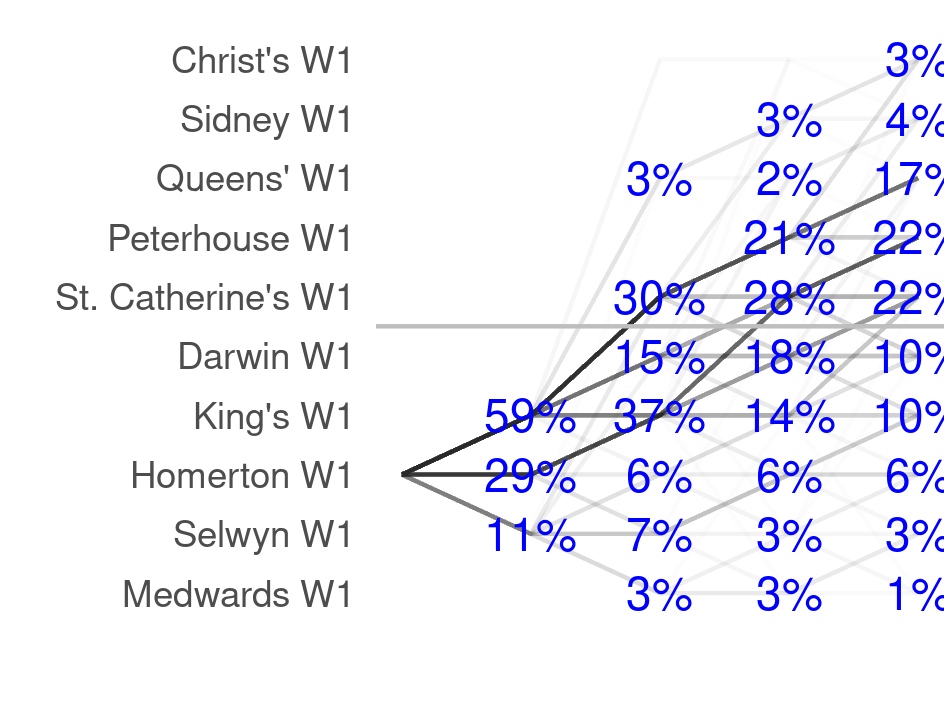 Christ's W1 3%
Sidney W1 3% 4%
Queens' W1 3% 2% 17%
Peterhouse W1 21% 22%
St. Catherine's W1 30% 28% 22%
Darwin W1 15% 18% 10%
King's W1 59% 37% 14% 10%
Homerton W1 29% 6% 6% 6%
Selwyn W1 11% 7% 3% 3%
Medwards W1 3% 3% 1%